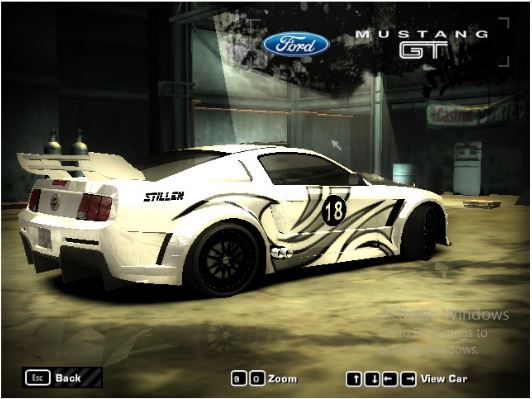 Ford
MUSTANG
GT
Castrol
STILLEN
18
Activate Windows
Go to PC settings to
activate Windows.
Esc Back
9 0 Zoom
↑ ↓ ← → View Car